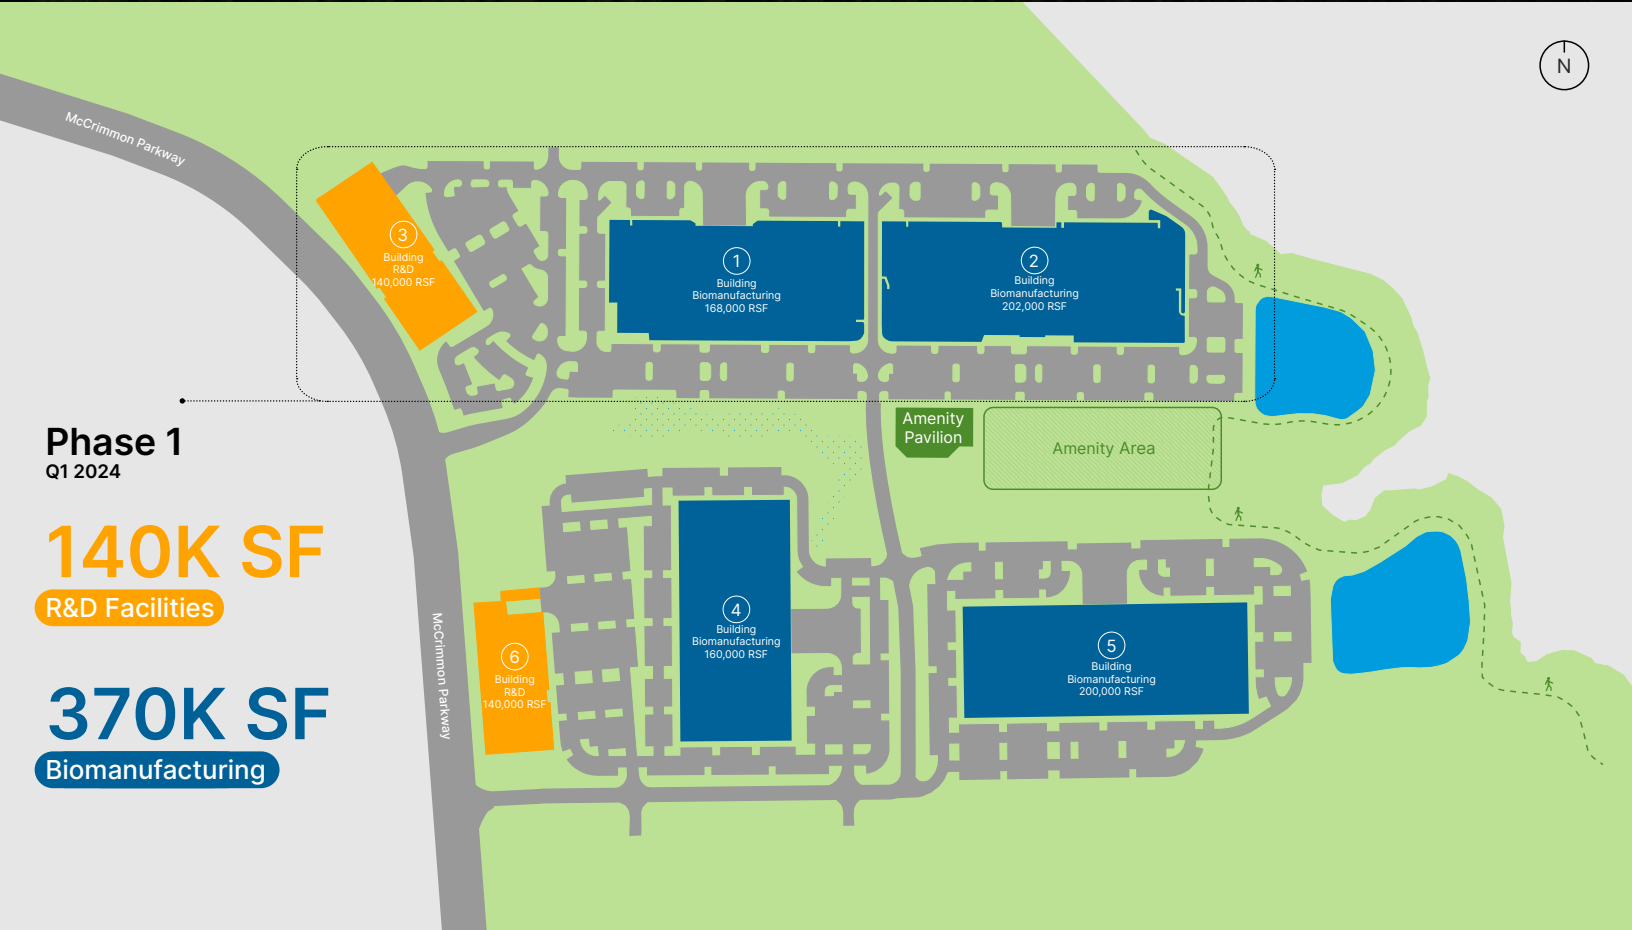 N
McCrimmon Parkway
3
Building
R&D
140,000 RSF
1
Building
Biomanufacturing
168,000 RSF
2
Building
Biomanufacturing
202,000 RSF
Amenity
Pavilion
Amenity Area
Phase 1
Q1 2024
140K SF
R&D Facilities
370K SF
Biomanufacturing
McCrimmon Parkway
6
Building
R&D
140,000 RSF
4
Building
Biomanufacturing
160,000 RSF
5
Building
Biomanufacturing
200,000 RSF